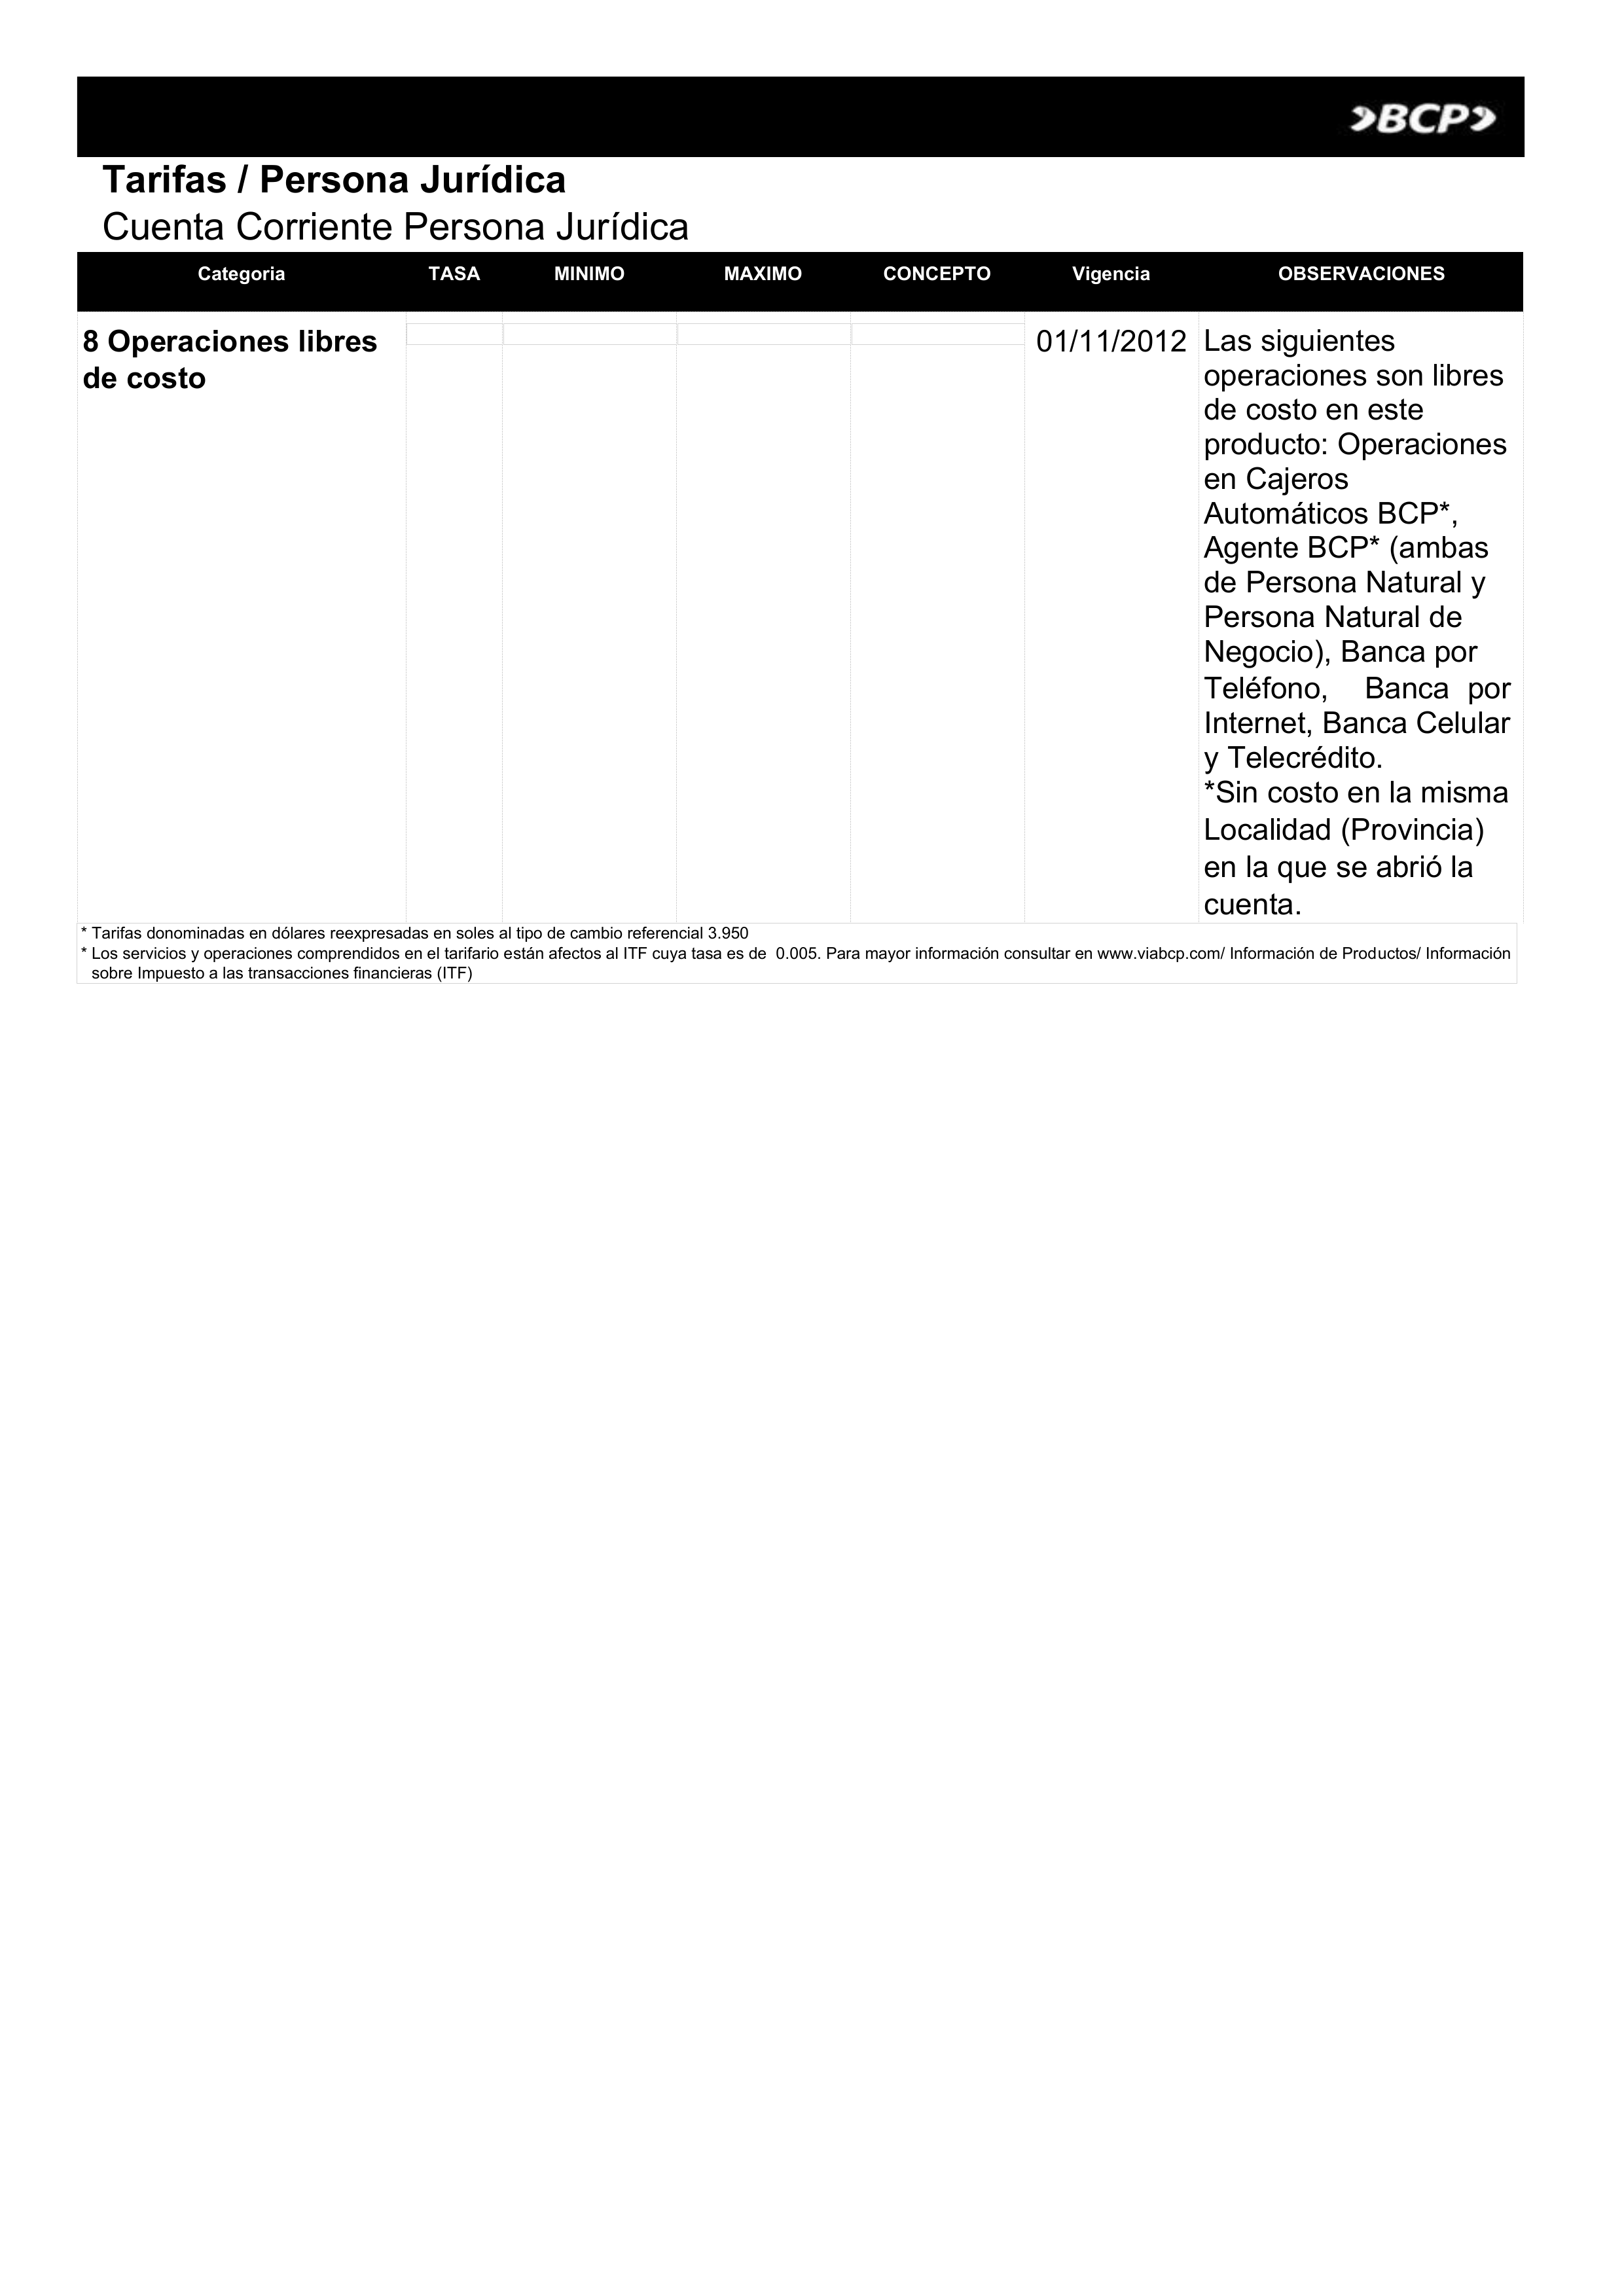 BCP
Tarifas / Persona Jurídica
Cuenta Corriente Persona Jurídica
Categoria TASA MINIMO MAXIMO CONCEPTO Vigencia OBSERVACIONES
8 Operaciones libres
de costo
01/11/2012
Las siguientes
operaciones son libres
de costo en este
producto: Operaciones
en Cajeros
Automáticos BCP*,
Agente BCP* (ambas
de Persona Natural y
Persona Natural de
Negocio), Banca por
Teléfono, Banca por
Internet, Banca Celular
y Telecrédito.
*Sin costo en la misma
Localidad (Provincia)
en la que se abrió la
cuenta.
* Tarifas donominadas en dólares reexpresadas en soles al tipo de cambio referencial 3.950
* Los servicios y operaciones comprendidos en el tarifario están afectos al ITF cuya tasa es de 0.005. Para mayor información consultar en www.viabcp.com/ Información de Productos/ Información
sobre Impuesto a las transacciones financieras (ITF)